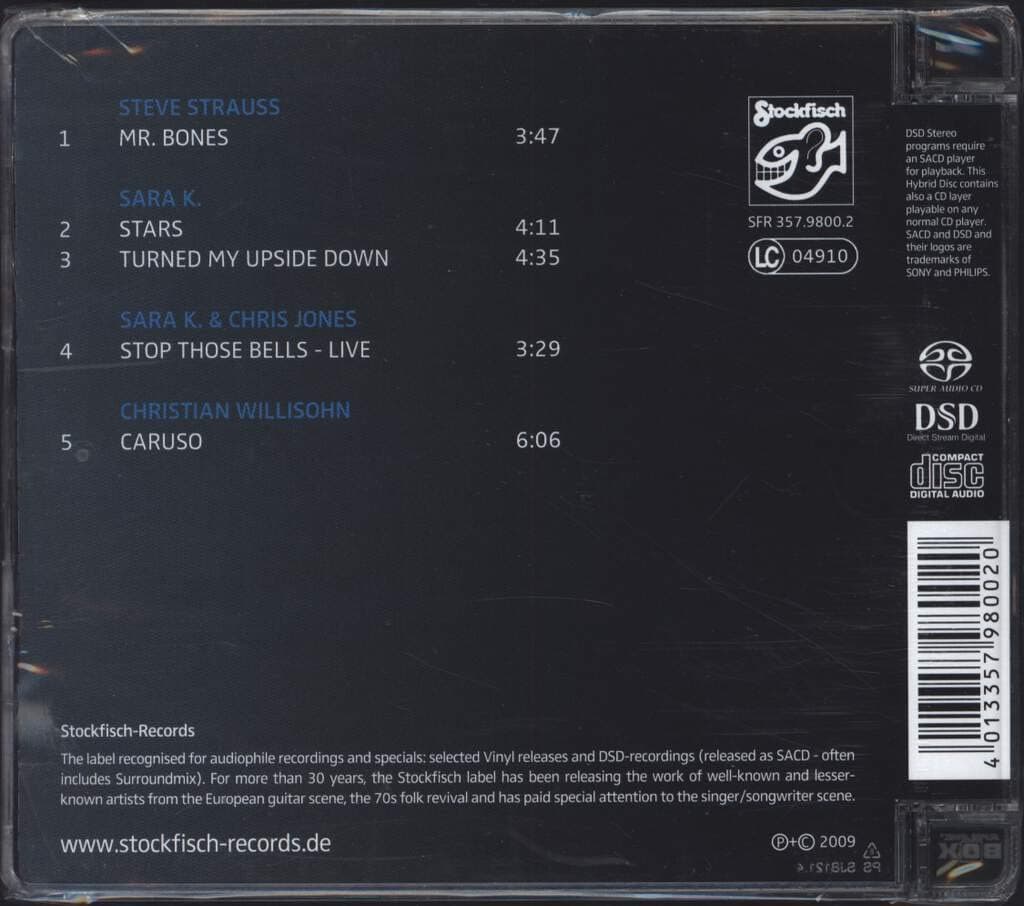 STEVE STRAUSS
1 MR. BONES 3:47
SARA K.
2 STARS 4:11
3 TURNED MY UPSIDE DOWN 4:35
SARA K. & CHRIS JONES
4 STOP THOSE BELLS - LIVE 3:29
CHRISTIAN WILLISOHN
5 CARUSO 6:06
Stockfisch
SFR 357.9800.2
LC 04910
DSD Stereo
programs require
an SACD player
for playback. This
Hybrid Disc contains
also a CD layer
playable on any
normal CD player.
SACD and DSD and
their logos are
trademarks of
SONY and PHILIPS.
SUPER AUDIO CD
DSD
Direct Stream Digital
COMPACT
disc
DIGITAL AUDIO
4 013357 980020
Stockfisch-Records
The label recognised for audiophile recordings and specials: selected Vinyl releases and DSD-recordings (released as SACD - often
includes Surroundmix). For more than 30 years, the Stockfisch label has been releasing the work of well-known and lesser-
known artists from the European guitar scene, the 70s folk revival and has paid special attention to the singer/songwriter scene.
www.stockfisch-records.de
℗+© 2009
PS
BOX